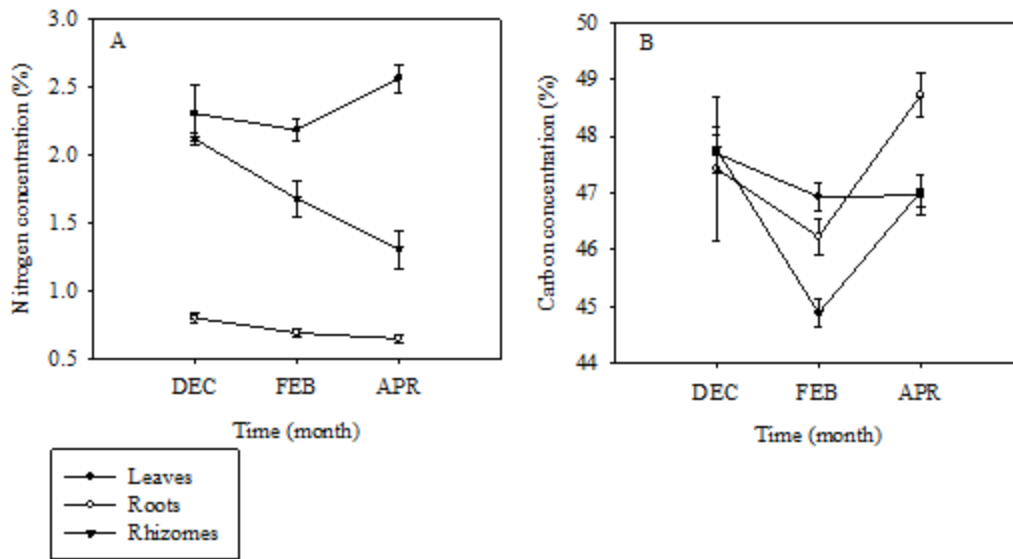 A
Nitrogen concentration (%)
3.0
2.5
2.0
1.5
1.0
0.5
DEC FEB APR
Time (month)
B
Carbon concentration (%)
50
49
48
47
46
45
44
DEC FEB APR
Time (month)
Leaves
Roots
Rhizomes